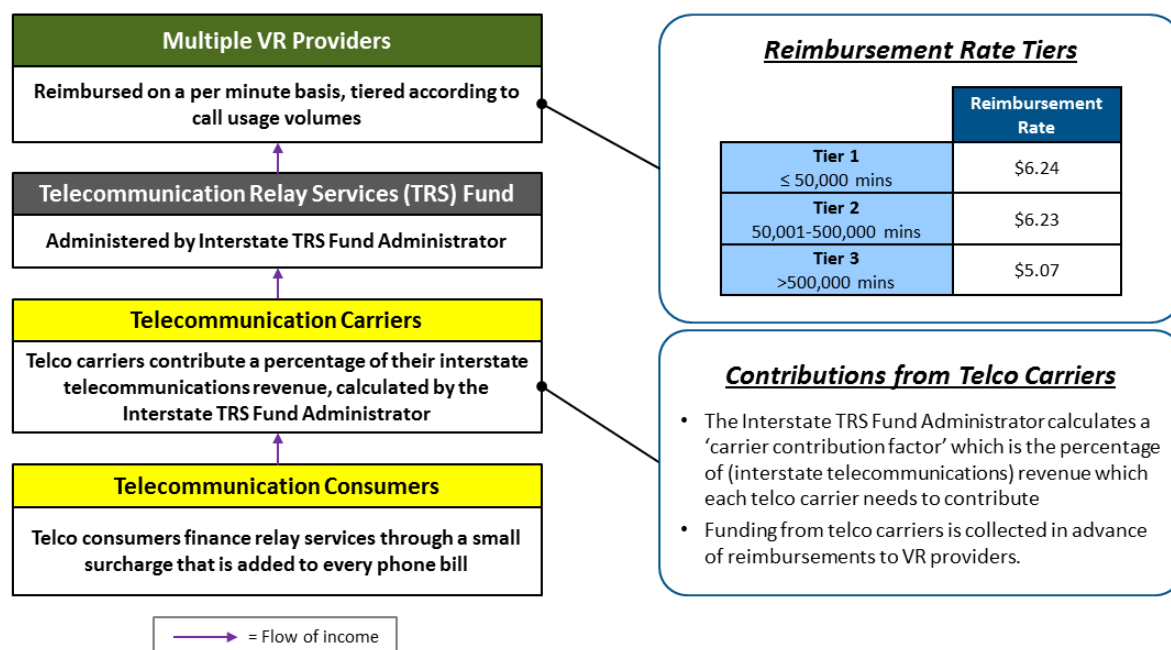 Multiple VR Providers
Reimbursed on a per minute basis, tiered according to
call usage volumes
Telecommunication Relay Services (TRS) Fund
Administered by Interstate TRS Fund Administrator
Telecommunication Carriers
Telco carriers contribute a percentage of their interstate
telecommunications revenue, calculated by the
Interstate TRS Fund Administrator
Telecommunication Consumers
Telco consumers finance relay services through a small
surcharge that is added to every phone bill
= Flow of income
Reimbursement Rate Tiers
Reimbursement
Rate
Tier 1
≤ 50,000 mins
$6.24
Tier 2
50,001-500,000 mins
$6.23
Tier 3
>500,000 mins
$5.07
Contributions from Telco Carriers
• The Interstate TRS Fund Administrator calculates a
‘carrier contribution factor’ which is the percentage
of (interstate telecommunications) revenue which
each telco carrier needs to contribute
• Funding from telco carriers is collected in advance
of reimbursements to VR providers.